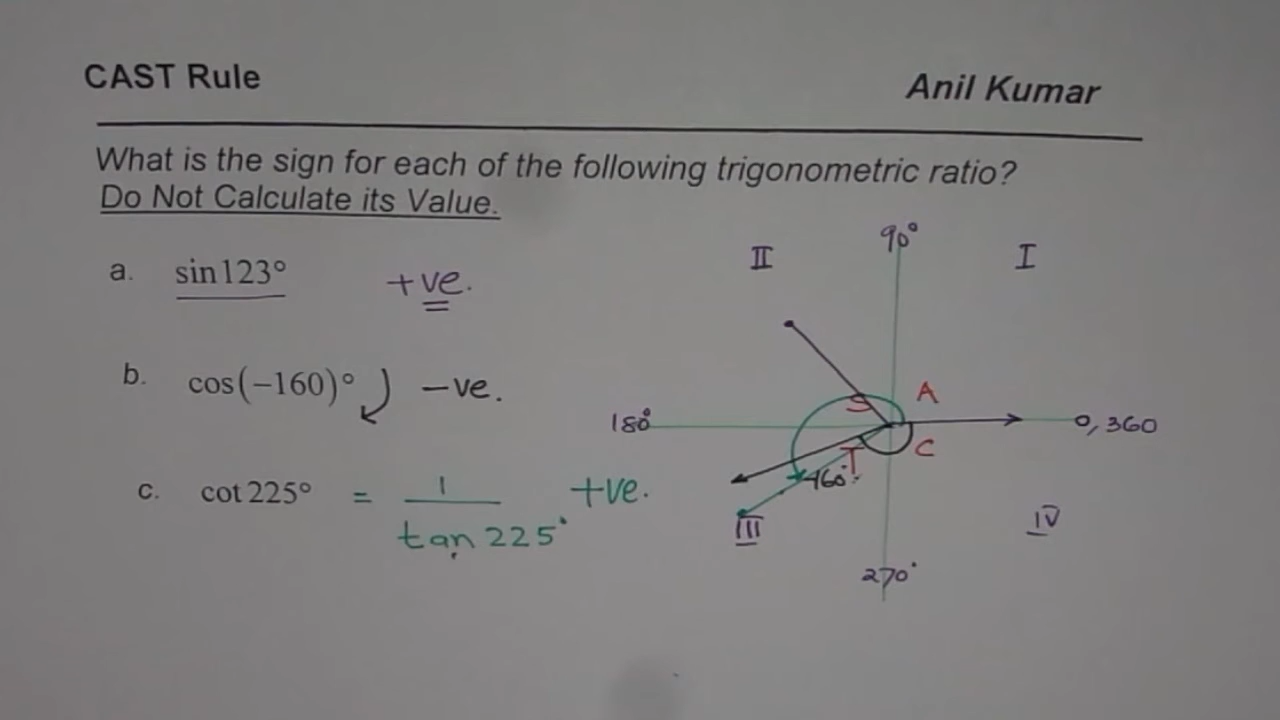 CAST Rule
Anil Kumar
What is the sign for each of the following trigonometric ratio?
Do Not Calculate its Value.
90°
II
I
a. sin123° +ve.
b. cos(−160)° −ve.
S
A
180°
0, 360
T
C
-160°
c. cot225° = 1/tan 225° +ve.
III
IV
270°